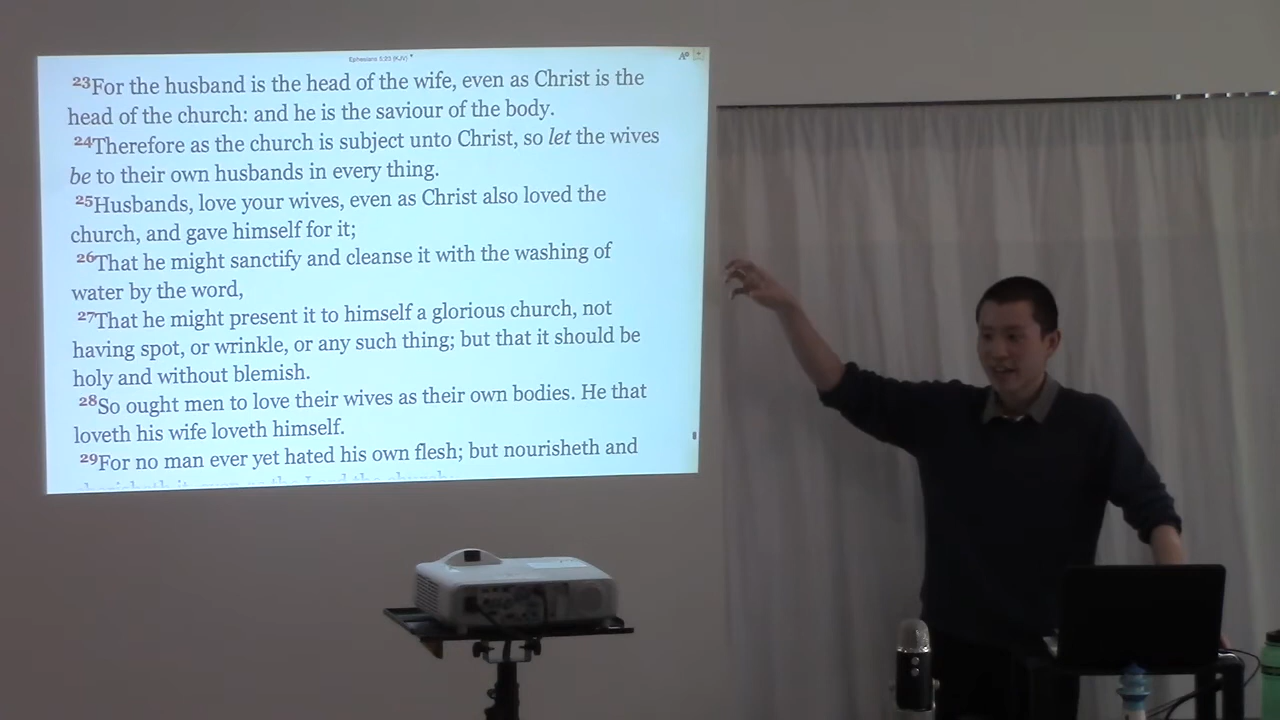 Ephesians 5:23 (KJV)
23For the husband is the head of the wife, even as Christ is the
head of the church: and he is the saviour of the body.
24Therefore as the church is subject unto Christ, so let the wives
be to their own husbands in every thing.
25Husbands, love your wives, even as Christ also loved the
church, and gave himself for it;
26That he might sanctify and cleanse it with the washing of
water by the word,
27That he might present it to himself a glorious church, not
having spot, or wrinkle, or any such thing; but that it should be
holy and without blemish.
28So ought men to love their wives as their own bodies. He that
loveth his wife loveth himself.
29For no man ever yet hated his own flesh; but nourisheth and